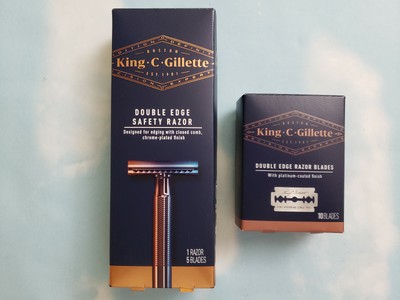 BOSTON
King·C·Gillette
EST. 1901
DOUBLE EDGE
SAFETY RAZOR
Designed for edging with closed comb,
chrome-plated finish
1 RAZOR
5 BLADES
BOSTON
King·C·Gillette
EST. 1901
DOUBLE EDGE RAZOR BLADES
With platinum-coated finish
10 BLADES